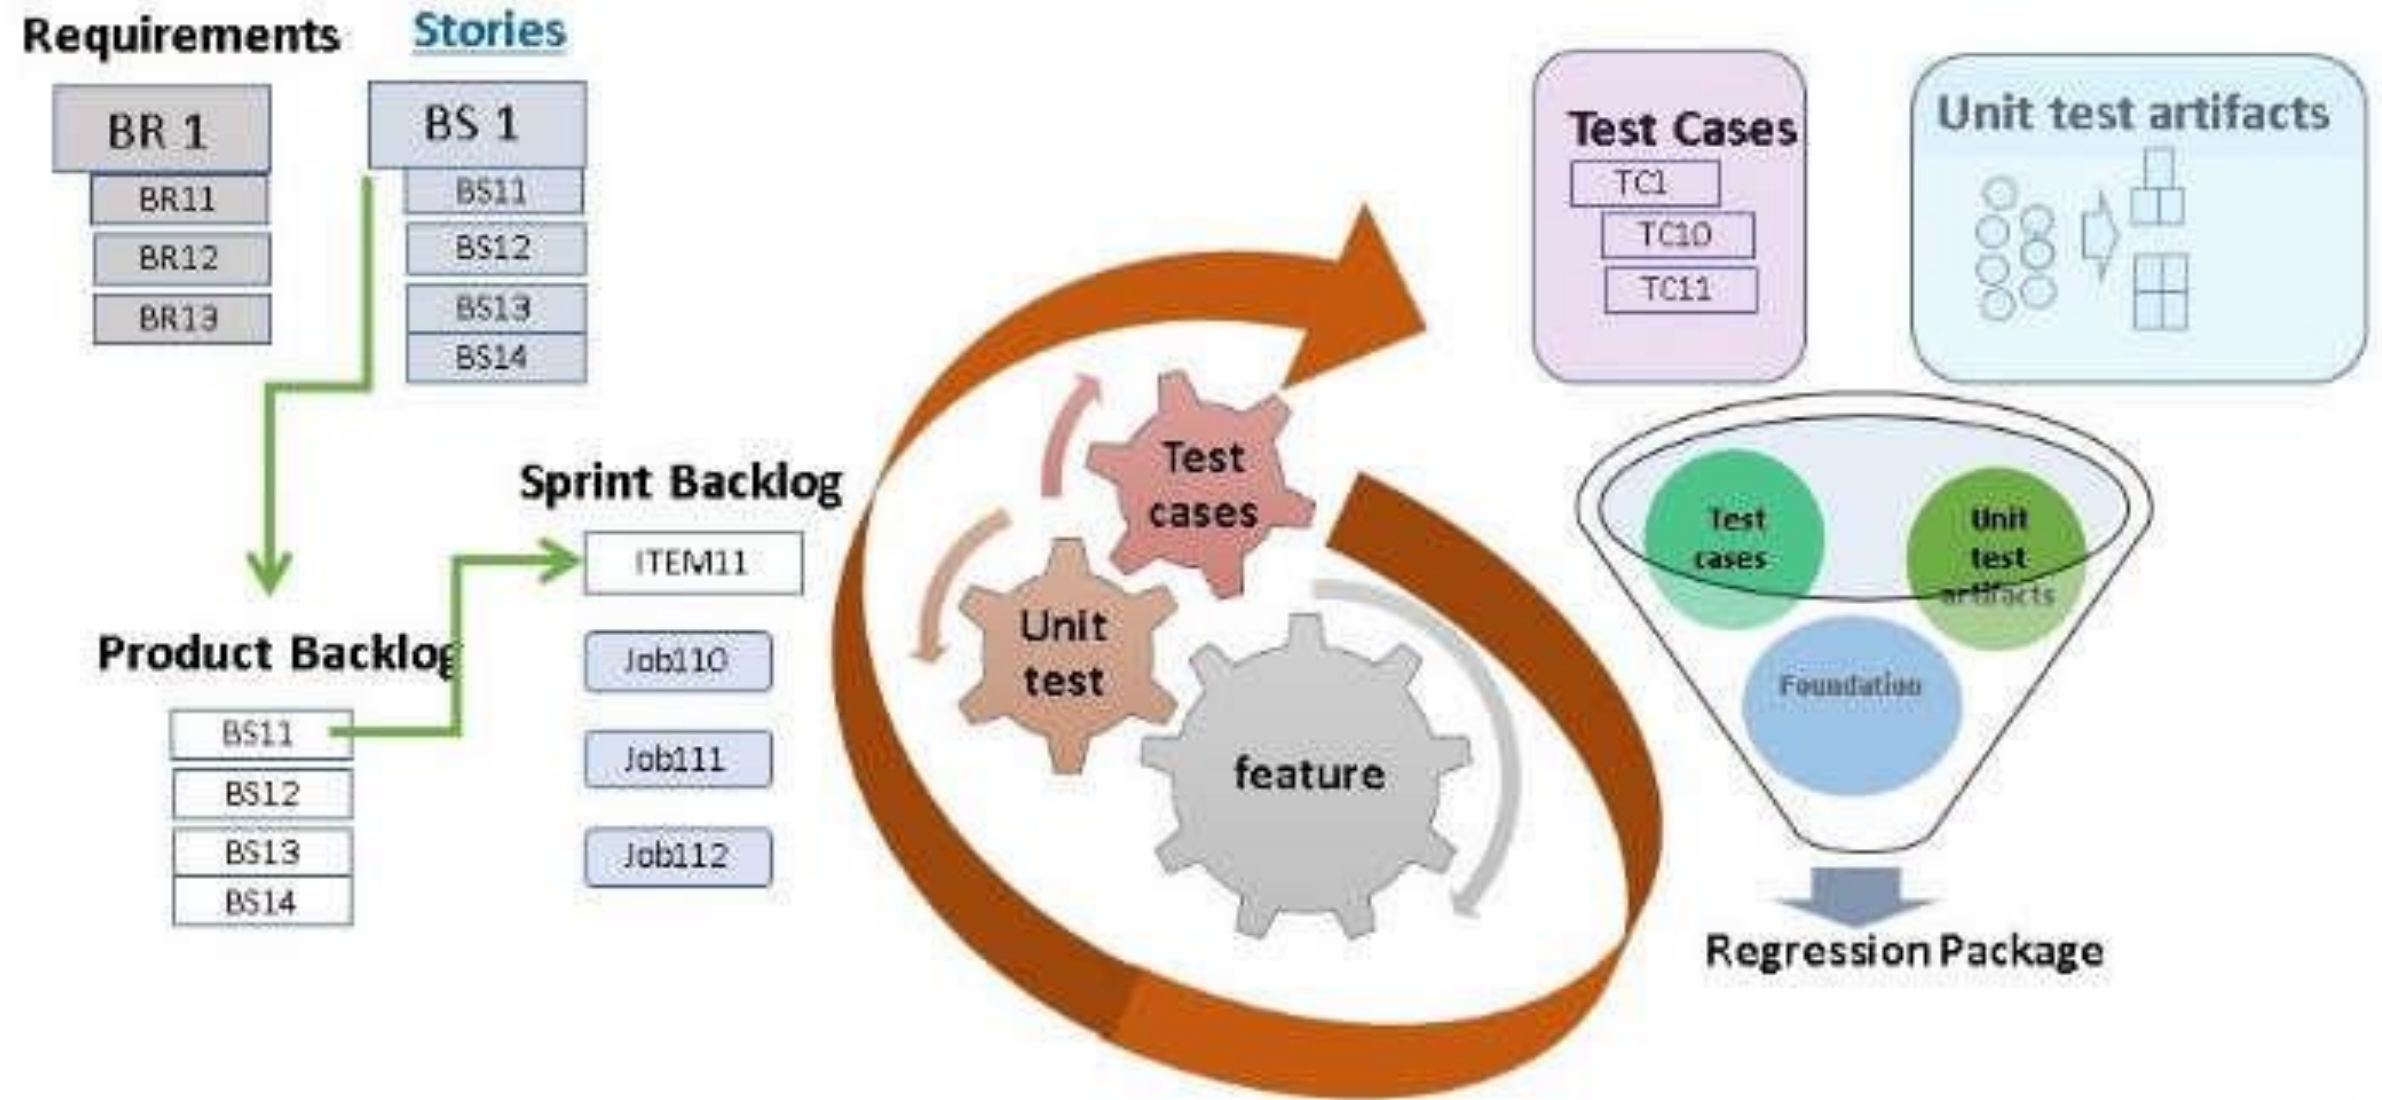 Requirements
BR 1
BR11
BR12
BR13
Stories
BS 1
BS11
BS12
BS13
BS14
Product Backlog
BS11
BS12
BS13
BS14
Sprint Backlog
ITEM11
Job110
Job111
Job112
Test
cases
Unit
test
feature
Test Cases
TC1
TC10
TC11
Unit test artifacts
Test
cases
Unit
test
artifacts
Foundation
Regression Package